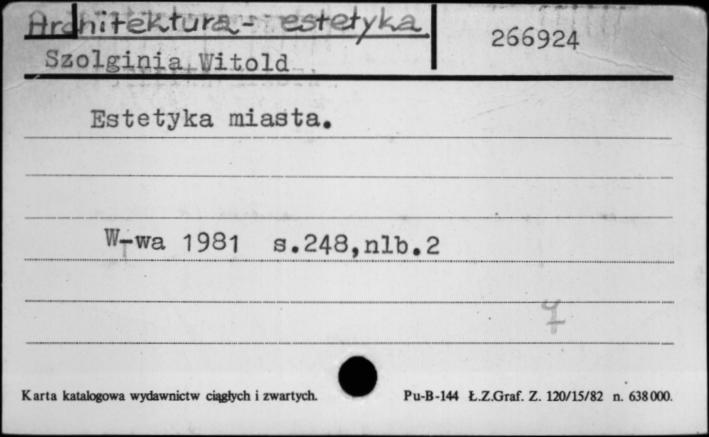 Architektura - estetyka
266924
Szolginia Witold
Estetyka miasta.
W-wa 1981 s.248,nlb.2
7
Karta katalogowa wydawnictw ciągłych i zwartych. Pu-B-144 Ł.Z.Graf. Z. 120/15/82 n. 638000.